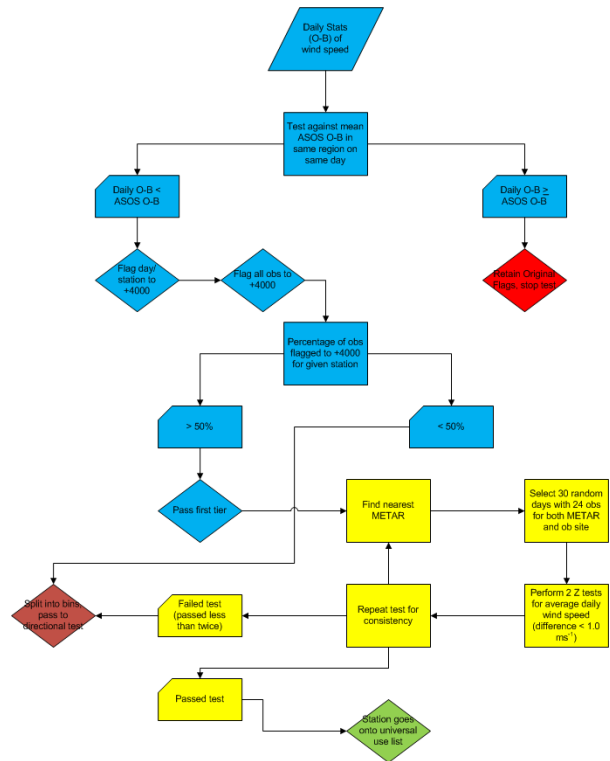 Daily Stats
(O-B) of
wind speed
Test against mean
ASOS O-B in
same region on
same day
Daily O-B <
ASOS O-B
Daily O-B ≥
ASOS O-B
Flag day/
station to
+4000
Flag all obs to
+4000
Retain Original
Flags, stop test
Percentage of obs
flagged to +4000
for given station
> 50%
< 50%
Pass first tier
Find nearest
METAR
Select 30 random
days with 24 obs
for both METAR
and ob site
Split into bins,
pass to
directional test
Failed test
(passed less
than twice)
Repeat test for
consistency
Perform 2 Z tests
for average daily
wind speed
(difference < 1.0
ms⁻¹)
Passed test
Station goes
onto universal
use list